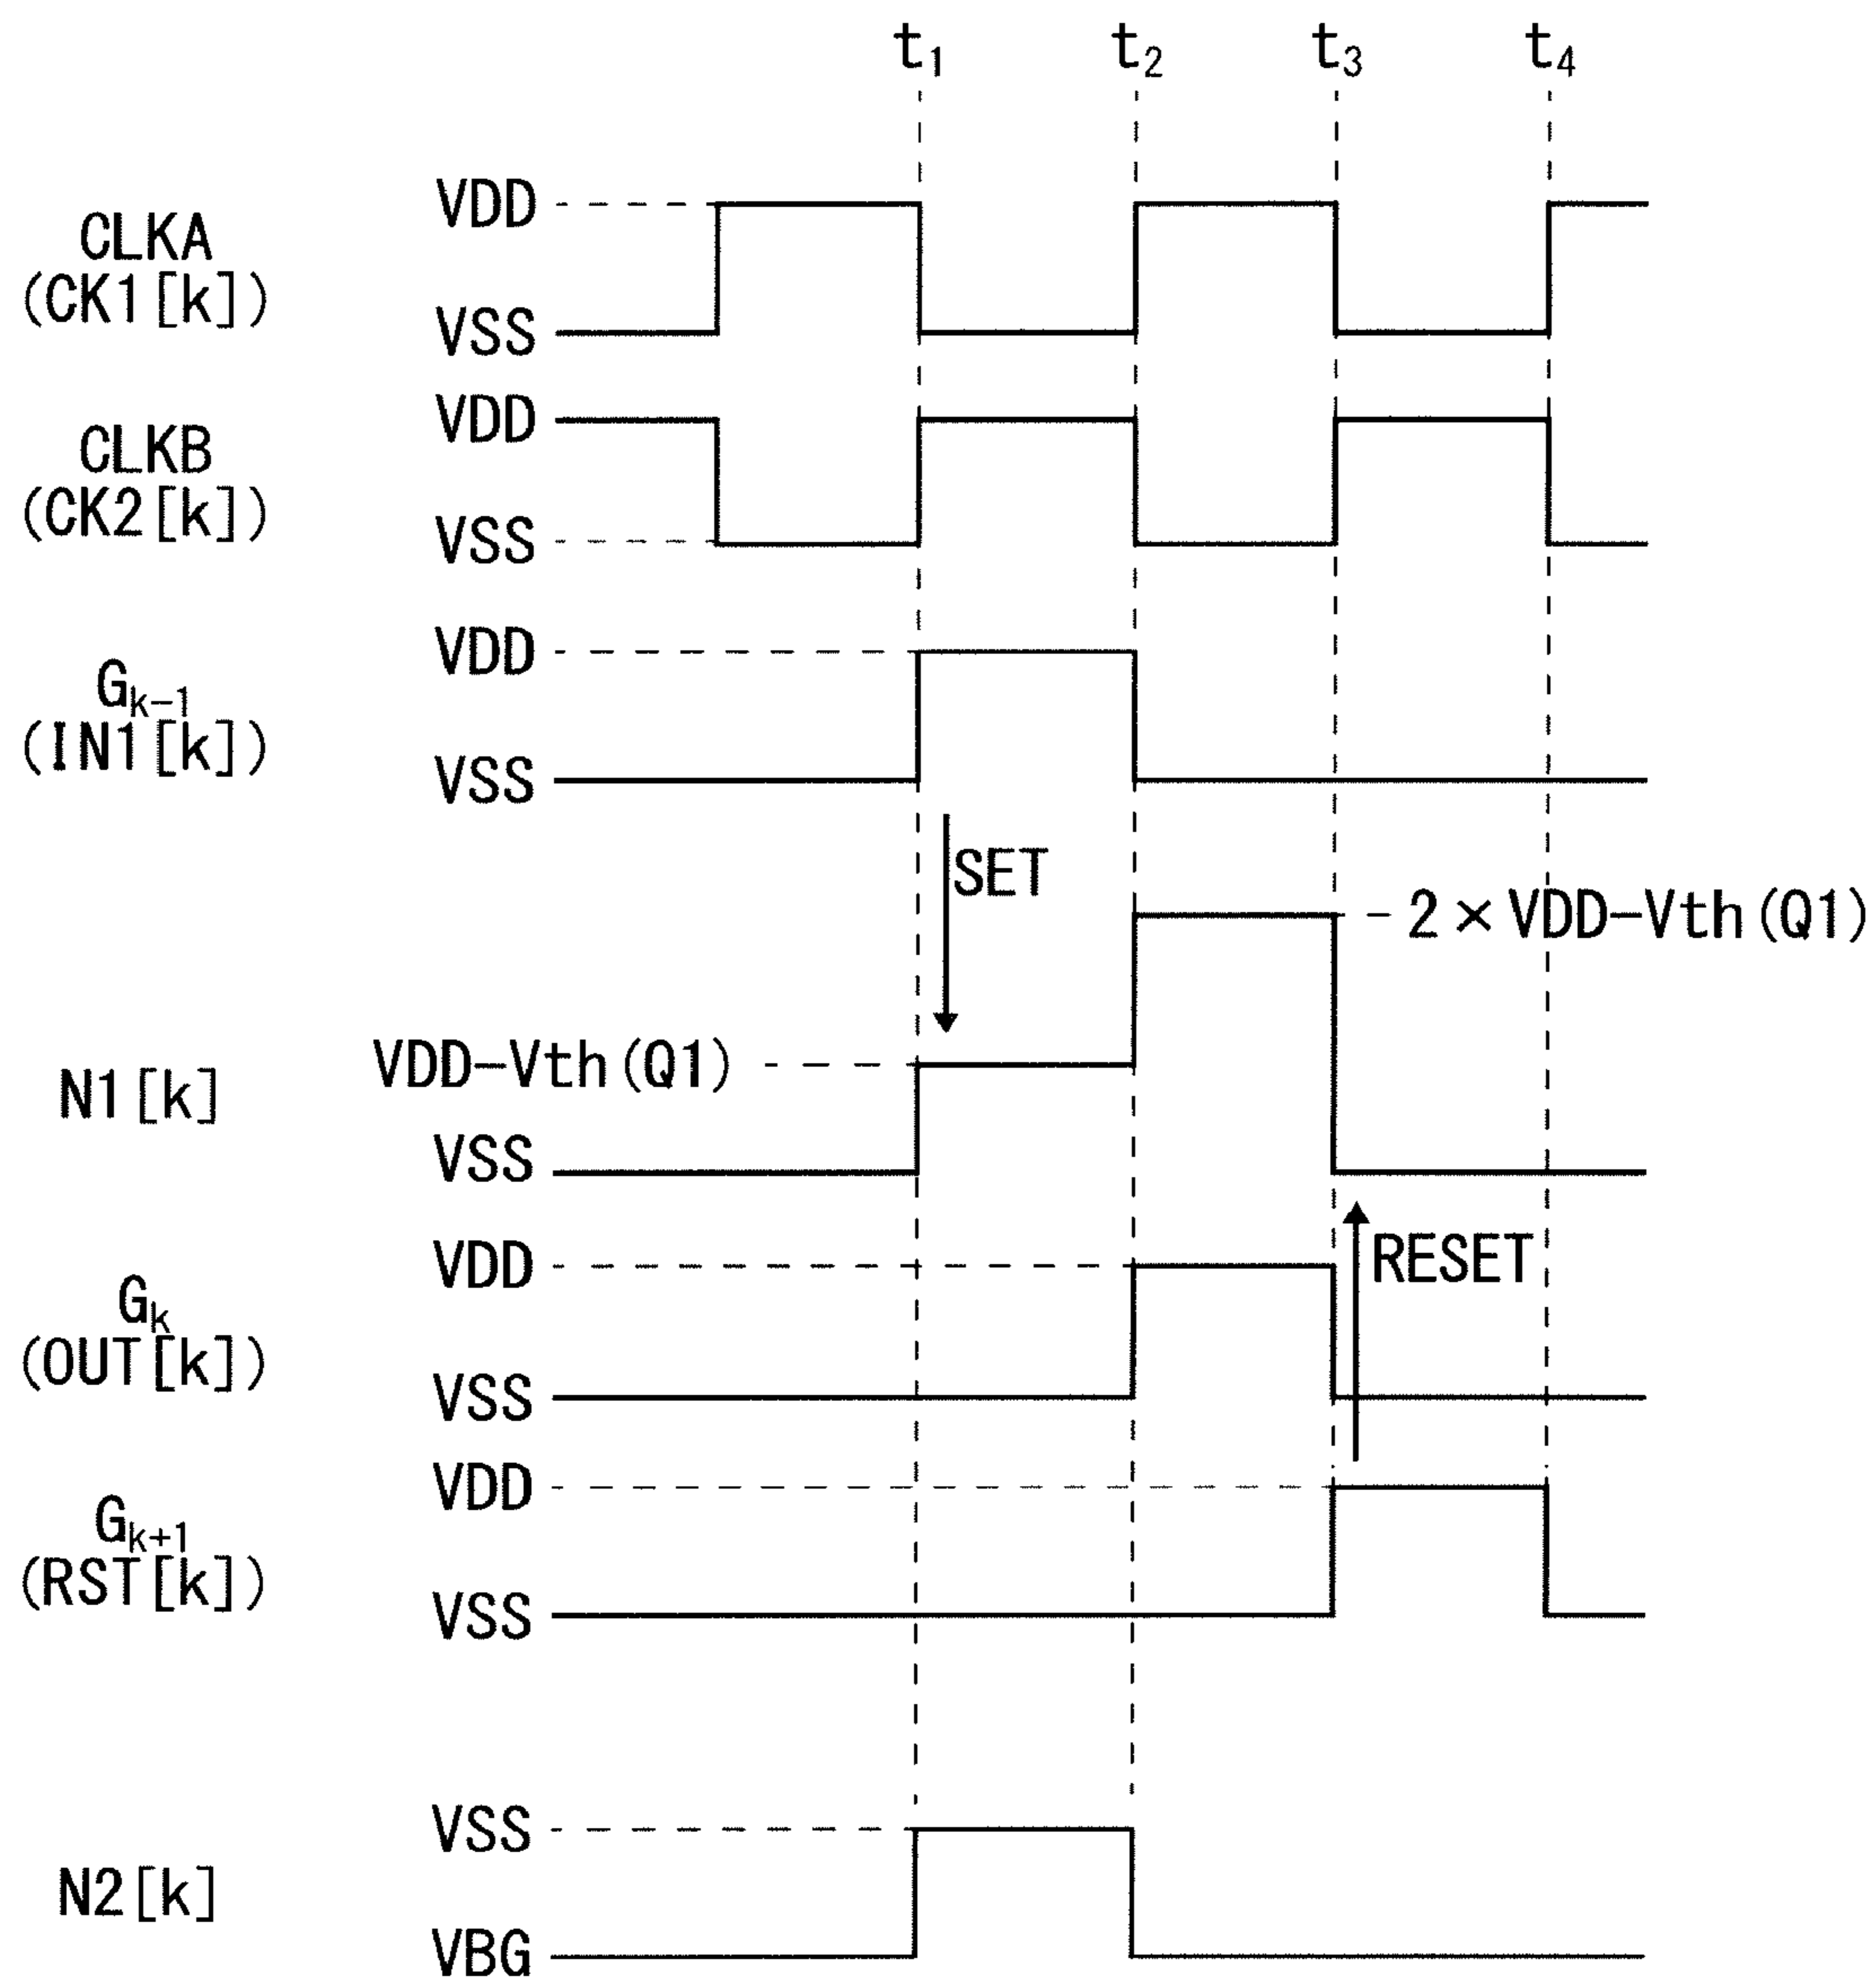 t1 t2 t3 t4
VDD
CLKA
(CK1[k])
VSS
VDD
CLKB
(CK2[k])
VSS
VDD
Gk-1
(IN1[k])
VSS
SET
2×VDD-Vth(Q1)
VDD-Vth(Q1)
N1[k]
VSS
RESET
VDD
Gk
(OUT[k])
VSS
VDD
Gk+1
(RST[k])
VSS
VSS
N2[k]
VBG